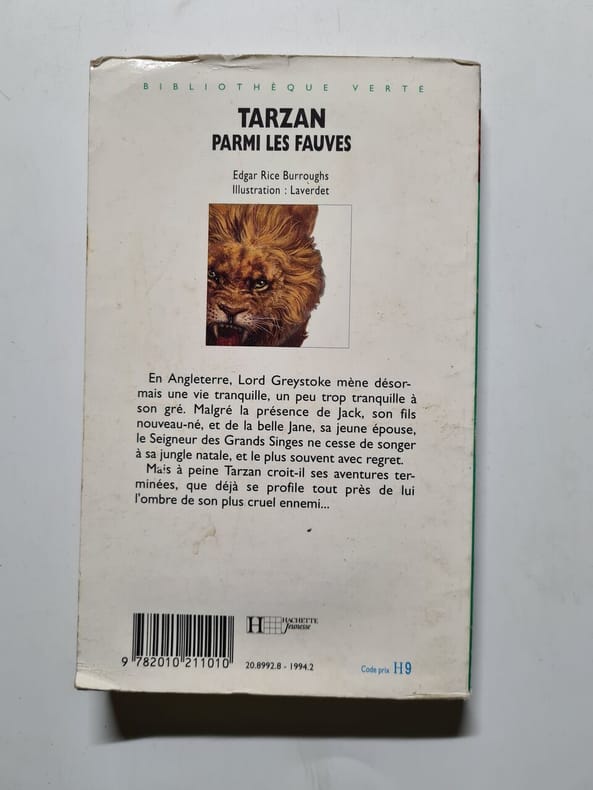 BIBLIOTHÈQUE VERTE
TARZAN
PARMI LES FAUVES
Edgar Rice Burroughs
Illustration : Laverdet
En Angleterre, Lord Greystoke mène désor-
mais une vie tranquille, un peu trop tranquille à
son gré. Malgré la présence de Jack, son fils
nouveau-né, et de la belle Jane, sa jeune épouse,
le Seigneur des Grands Singes ne cesse de songer
à sa jungle natale, et le plus souvent avec regret.
Mais à peine Tarzan croit-il ses aventures ter-
minées, que déjà se profile tout près de lui
l'ombre de son plus cruel ennemi...
H HACHETTE
Jeunesse
9 782010 211010
20.8992.8 - 1994.2
Code prix H9